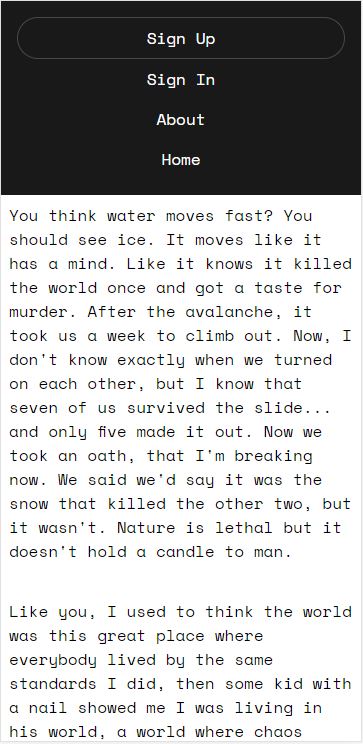 Sign Up
Sign In
About
Home
You think water moves fast? You
should see ice. It moves like it
has a mind. Like it knows it killed
the world once and got a taste for
murder. After the avalanche, it
took us a week to climb out. Now, I
don't know exactly when we turned
on each other, but I know that
seven of us survived the slide...
and only five made it out. Now we
took an oath, that I'm breaking
now. We said we'd say it was the
snow that killed the other two, but
it wasn't. Nature is lethal but it
doesn't hold a candle to man.
Like you, I used to think the world
was this great place where
everybody lived by the same
standards I did, then some kid with
a nail showed me I was living in
his world, a world where chaos